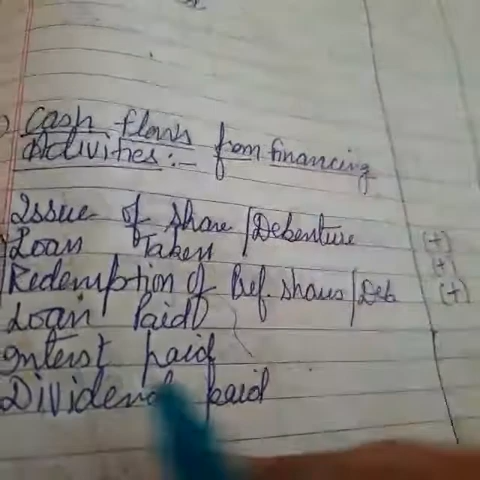 Cash flows from financing
Activities:-
Issue of share/Debenture (+)
Loan Taken (+)
Redemption of Pref. shares/Deb (+)
Loan Paid
Interst paid
Dividend paid